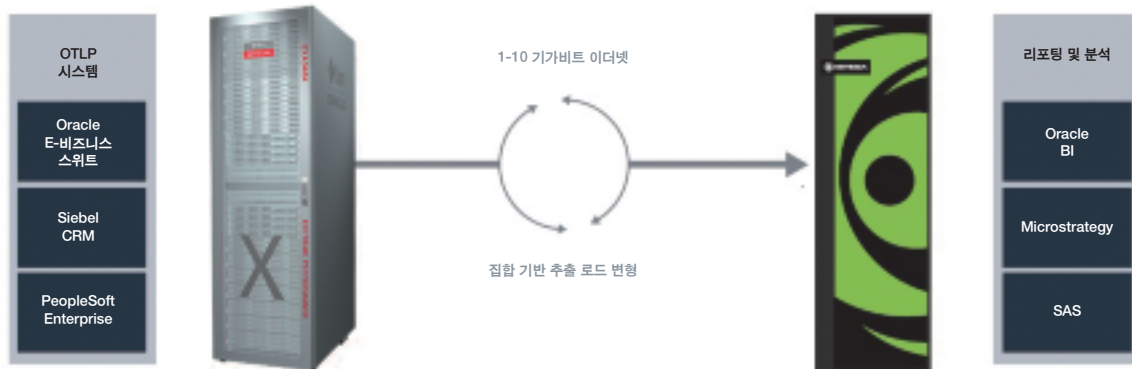 OTLP
시스템
Oracle
E-비즈니스
스위트
Siebel
CRM
PeopleSoft
Enterprise
X
1-10 기가비트 이더넷
집합 기반 추출 로드 변형
리포팅 및 분석
Oracle
BI
Microstrategy
SAS